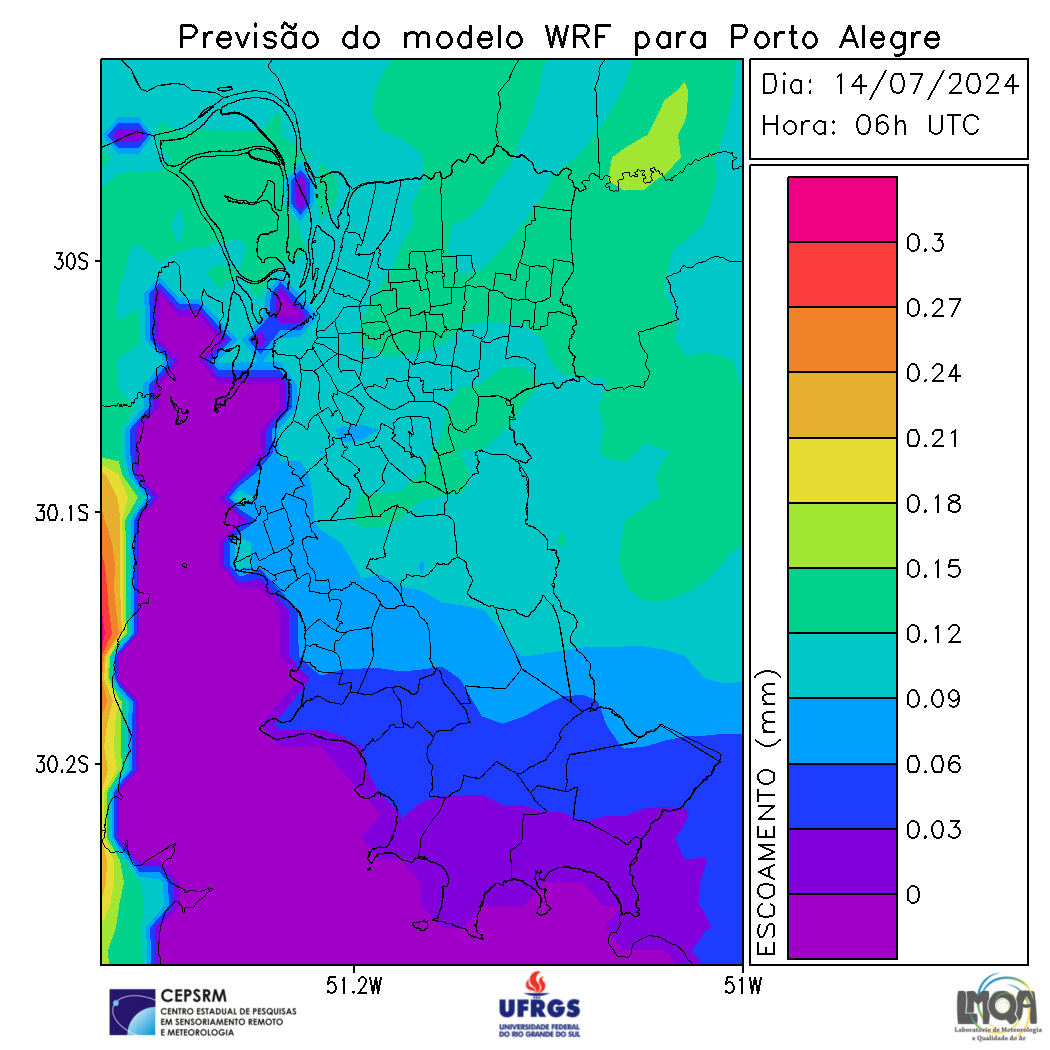 Previsão do modelo WRF para Porto Alegre
Dia: 14/07/2024
Hora: 06h UTC
30S
30.1S
30.2S
51.2W
51W
ESCOAMENTO (mm)
0.3
0.27
0.24
0.21
0.18
0.15
0.12
0.09
0.06
0.03
0
CEPSRM
CENTRO ESTADUAL DE PESQUISAS
EM SENSORIAMENTO REMOTO
E METEOROLOGIA
UFRGS
UNIVERSIDADE FEDERAL
DO RIO GRANDE DO SUL
LMQA
Laboratório de Meteorologia
e Qualidade do Ar